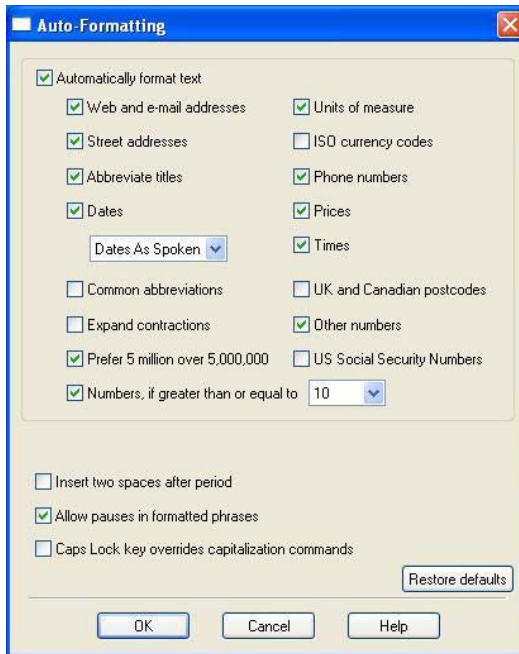 Auto-Formatting
Automatically format text
Web and e-mail addresses
Units of measure
Street addresses
ISO currency codes
Abbreviate titles
Phone numbers
Dates
Prices
Dates As Spoken
Times
Common abbreviations
UK and Canadian postcodes
Expand contractions
Other numbers
Prefer 5 million over 5,000,000
US Social Security Numbers
Numbers, if greater than or equal to 10
Insert two spaces after period
Allow pauses in formatted phrases
Caps Lock key overrides capitalization commands
Restore defaults
OK Cancel Help